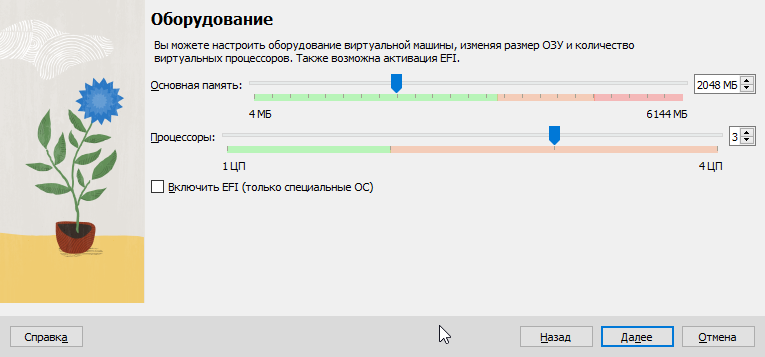 Оборудование
Вы можете настроить оборудование виртуальной машины, изменяя размер ОЗУ и количество
виртуальных процессоров. Также возможна активация EFI.
Основная память: 2048 МБ
4 МБ 6144 МБ
Процессоры: 3
1 ЦП 4 ЦП
Включить EFI (только специальные ОС)
Справка Назад Далее Отмена